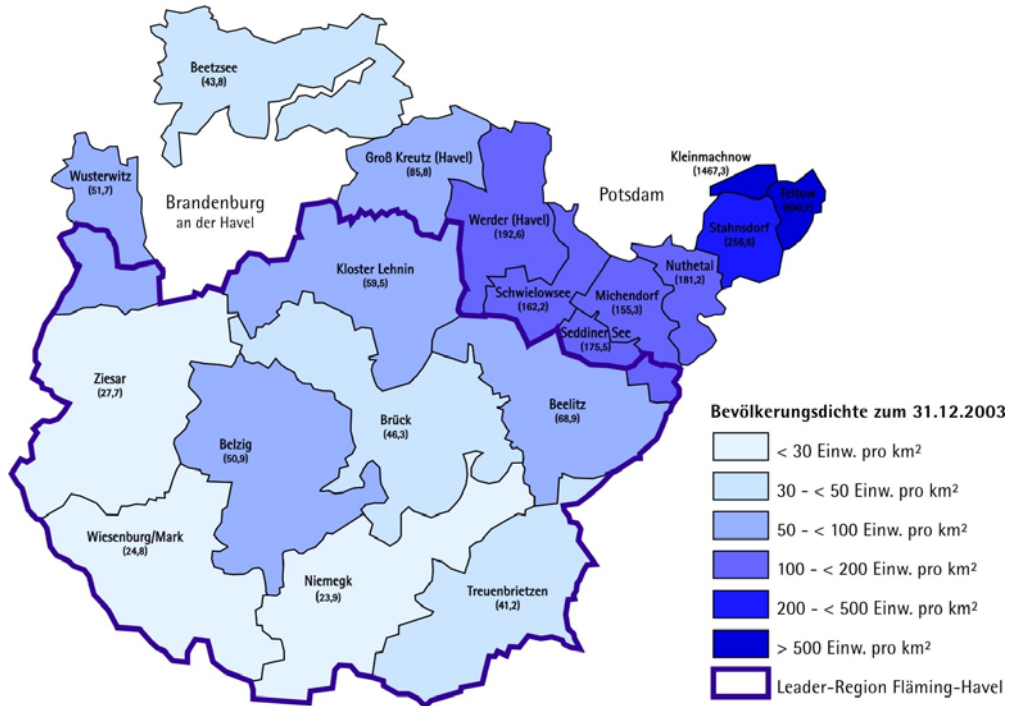 Beetzsee
(43,8)
Wusterwitz
(51,7)
Brandenburg
an der Havel
Groß Kreutz (Havel)
(85,8)
Werder (Havel)
(192,6)
Potsdam
Kleinmachnow
(1467,3)
Teltow
(890,7)
Stahnsdorf
(256,6)
Nuthetal
(181,2)
Kloster Lehnin
(59,5)
Schwielowsee
(162,2)
Michendorf
(155,3)
Seddiner See
(175,5)
Ziesar
(27,7)
Belzig
(50,9)
Brück
(46,3)
Beelitz
(68,9)
Wiesenburg/Mark
(24,8)
Niemegk
(23,9)
Treuenbrietzen
(41,2)
Bevölkerungsdichte zum 31.12.2003
< 30 Einw. pro km²
30 - < 50 Einw. pro km²
50 - < 100 Einw. pro km²
100 - < 200 Einw. pro km²
200 - < 500 Einw. pro km²
> 500 Einw. pro km²
Leader-Region Fläming-Havel